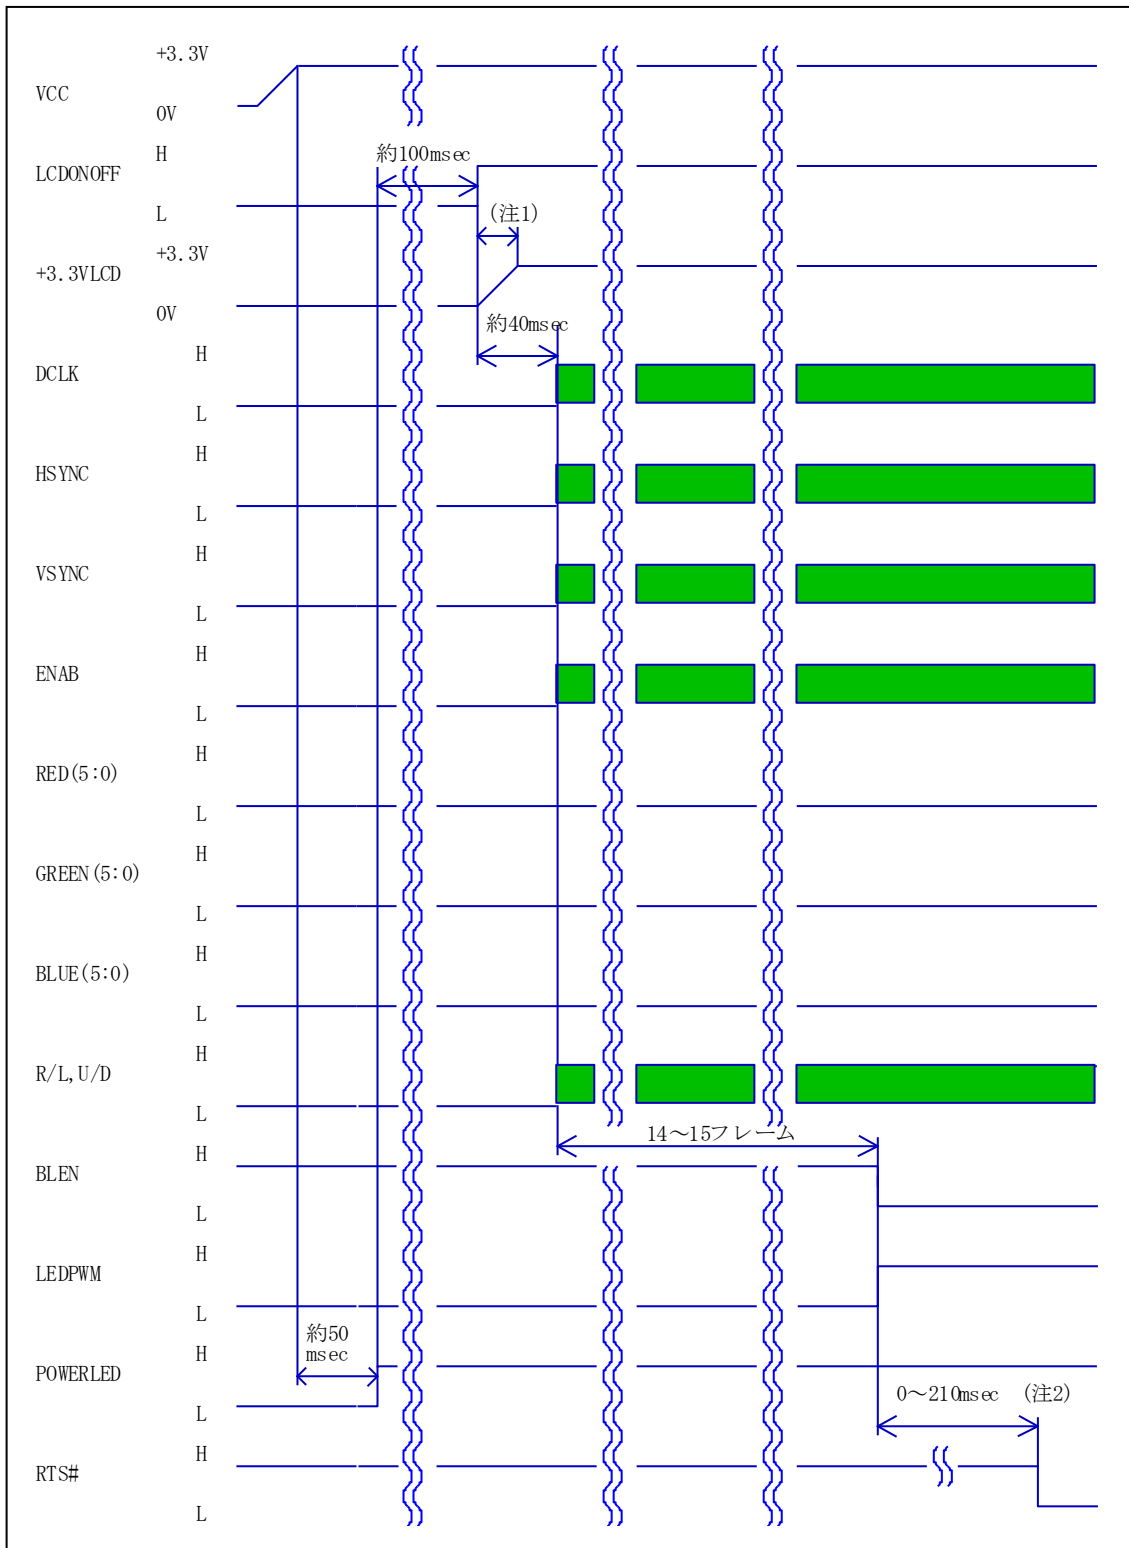 +3.3V
VCC
0V
H
約100msec
LCDONOFF
L
(注1)
+3.3V
+3.3VLCD
0V
約40msec
H
DCLK
L
H
HSYNC
L
H
VSYNC
L
H
ENAB
L
H
RED(5:0)
L
H
GREEN(5:0)
L
H
BLUE(5:0)
L
H
R/L,U/D
L
14～15フレーム
H
BLEN
L
H
LEDPWM
L
約50
msec
H
POWERLED
L
0～210msec (注2)
H
RTS#
L